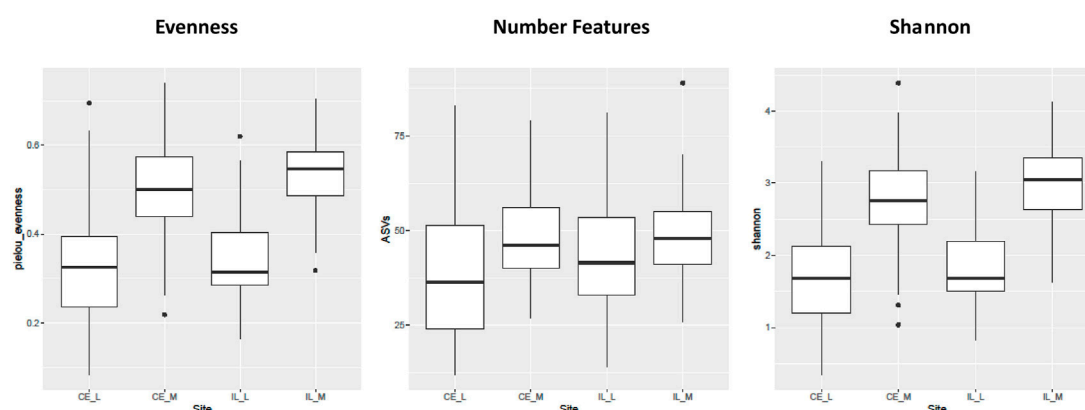 Evenness
Number Features
Shannon
pielou_evenness
0.6
0.4
0.2
CE_L CE_M IL_L IL_M
Site
ASVs
75
50
25
CE_L CE_M IL_L IL_M
Site
shannon
4
3
2
1
CE_L CE_M IL_L IL_M
Site